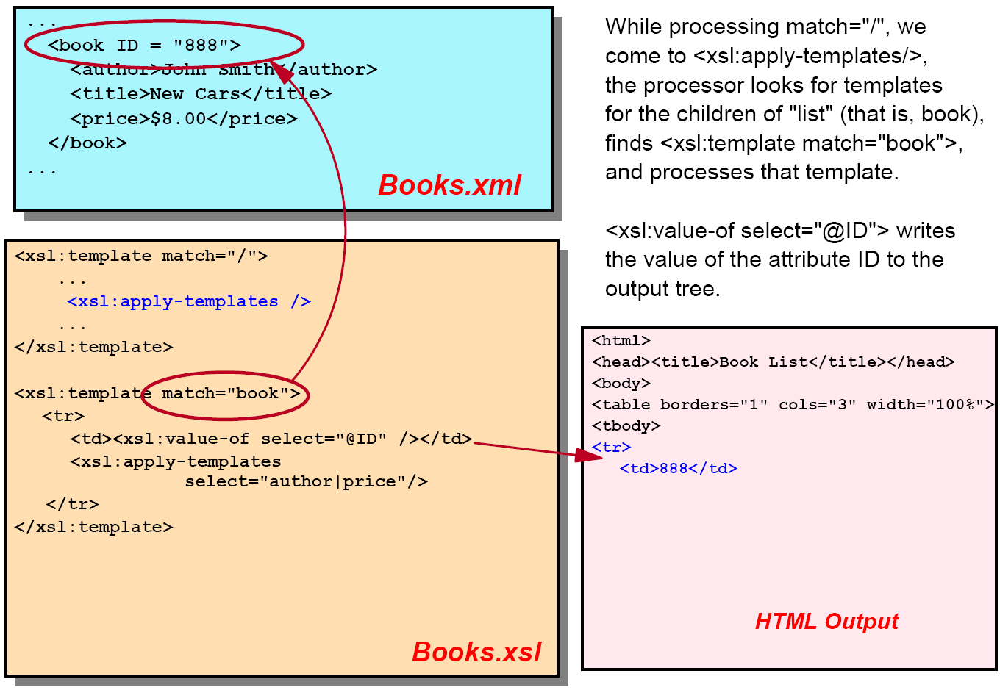 ...
<book ID = "888">
<author>John Smith</author>
<title>New Cars</title>
<price>$8.00</price>
</book>
...
Books.xml
While processing match="/", we
come to <xsl:apply-templates/>,
the processor looks for templates
for the children of "list" (that is, book),
finds <xsl:template match="book">,
and processes that template.
<xsl:value-of select="@ID"> writes
the value of the attribute ID to the
output tree.
<xsl:template match="/">
...
<xsl:apply-templates />
...
</xsl:template>
<xsl:template match="book">
<tr>
<td><xsl:value-of select="@ID" /></td>
<xsl:apply-templates
select="author|price"/>
</tr>
</xsl:template>
Books.xsl
<html>
<head><title>Book List</title></head>
<body>
<table borders="1" cols="3" width="100%">
<tbody>
<tr>
<td>888</td>
HTML Output